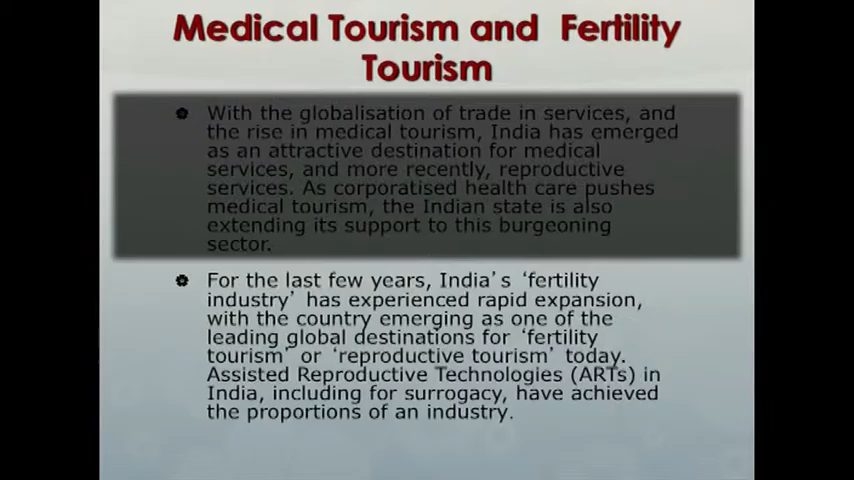 Medical Tourism and Fertility
Tourism
With the globalisation of trade in services, and
the rise in medical tourism, India has emerged
as an attractive destination for medical
services, and more recently, reproductive
services. As corporatised health care pushes
medical tourism, the Indian state is also
extending its support to this burgeoning
sector.
For the last few years, India's 'fertility
industry' has experienced rapid expansion,
with the country emerging as one of the
leading global destinations for 'fertility
tourism' or 'reproductive tourism' today.
Assisted Reproductive Technologies (ARTs) in
India, including for surrogacy, have achieved
the proportions of an industry.